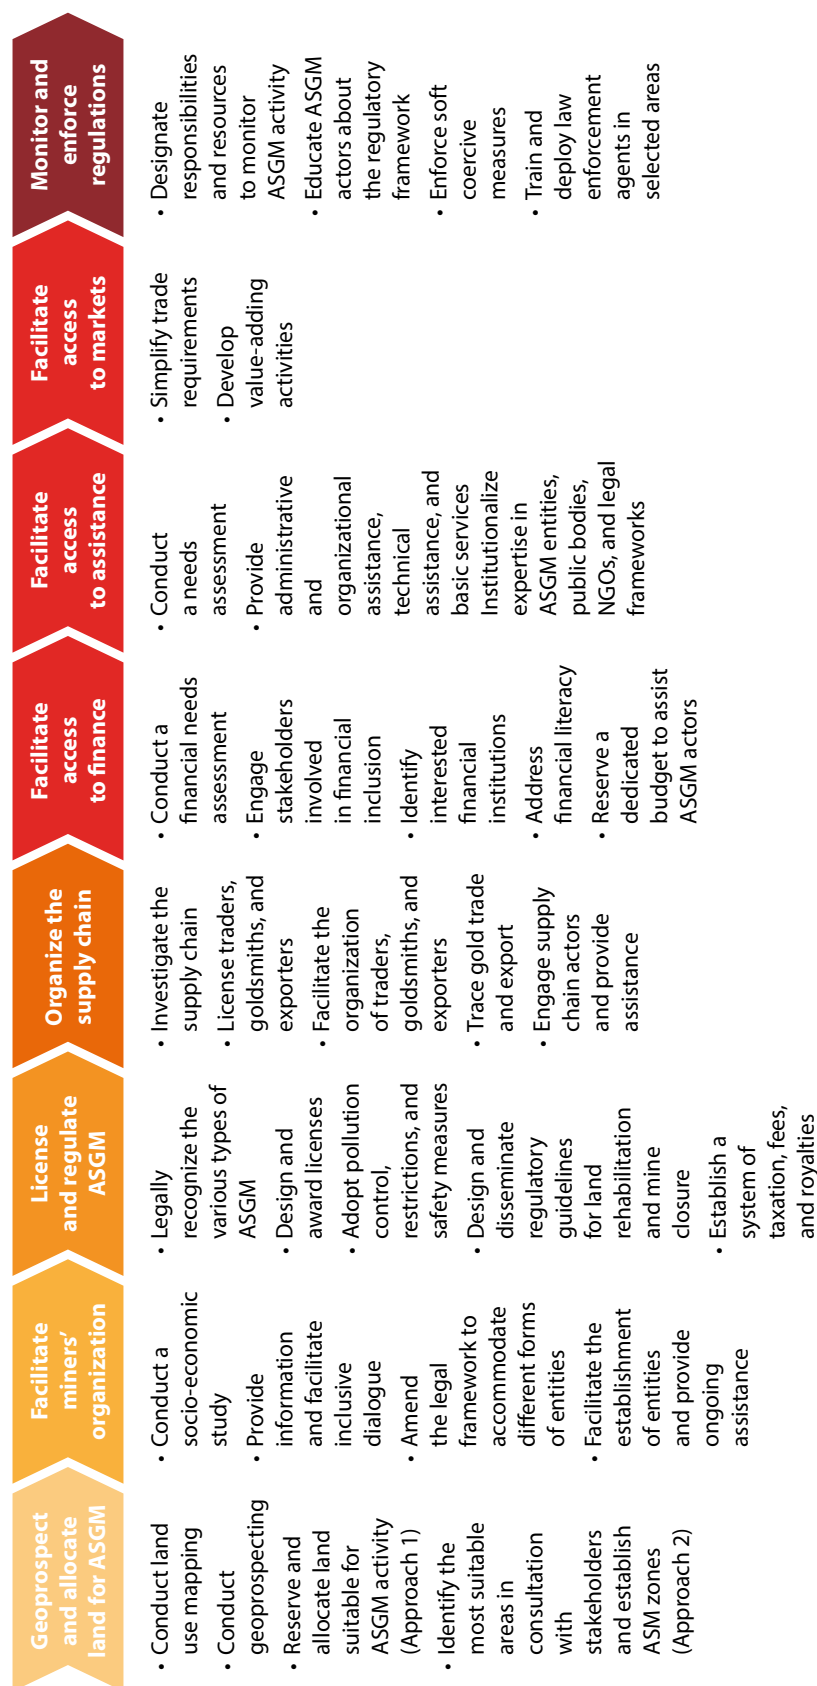 Geoprospect
and allocate
land for ASGM
• Conduct land
use mapping
• Conduct
geoprospecting
• Reserve and
allocate land
suitable for
ASGM activity
(Approach 1)
• Identify the
most suitable
areas in
consultation
with
stakeholders
and establish
ASM zones
(Approach 2)
Facilitate
miners’
organization
• Conduct a
socio-economic
study
• Provide
information
and facilitate
inclusive
dialogue
• Amend
the legal
framework to
accommodate
different forms
of entities
• Facilitate the
establishment
of entities
and provide
ongoing
assistance
License
and regulate
ASGM
• Legally
recognize the
various types of
ASGM
• Design and
award licenses
• Adopt pollution
control,
restrictions, and
safety measures
• Design and
disseminate
regulatory
guidelines
for land
rehabilitation
and mine
closure
• Establish a
system of
taxation, fees,
and royalties
Organize the
supply chain
• Investigate the
supply chain
• License traders,
goldsmiths, and
exporters
• Facilitate the
organization
of traders,
goldsmiths, and
exporters
• Trace gold trade
and export
• Engage supply
chain actors
and provide
assistance
Facilitate
access
to finance
• Conduct a
financial needs
assessment
• Engage
stakeholders
involved
in financial
inclusion
• Identify
interested
financial
institutions
• Address
financial literacy
• Reserve a
dedicated
budget to assist
ASGM actors
Facilitate
access
to assistance
• Conduct
a needs
assessment
• Provide
administrative
and
organizational
assistance,
technical
assistance, and
basic services
Institutionalize
expertise in
ASGM entities,
public bodies,
NGOs, and legal
frameworks
Facilitate
access
to markets
• Simplify trade
requirements
• Develop
value-adding
activities
Monitor and
enforce
regulations
• Designate
responsibilities
and resources
to monitor
ASGM activity
• Educate ASGM
actors about
the regulatory
framework
• Enforce soft
coercive
measures
• Train and
deploy law
enforcement
agents in
selected areas